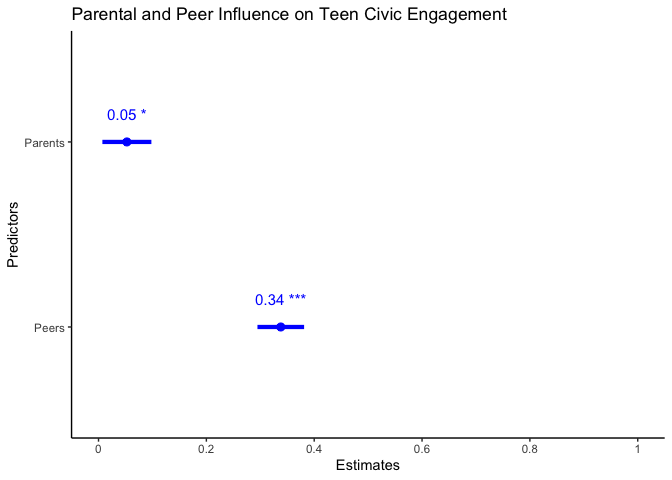 Parental and Peer Influence on Teen Civic Engagement
0.05 *
Parents
Predictors
0.34 ***
Peers
0 0.2 0.4 0.6 0.8 1
Estimates